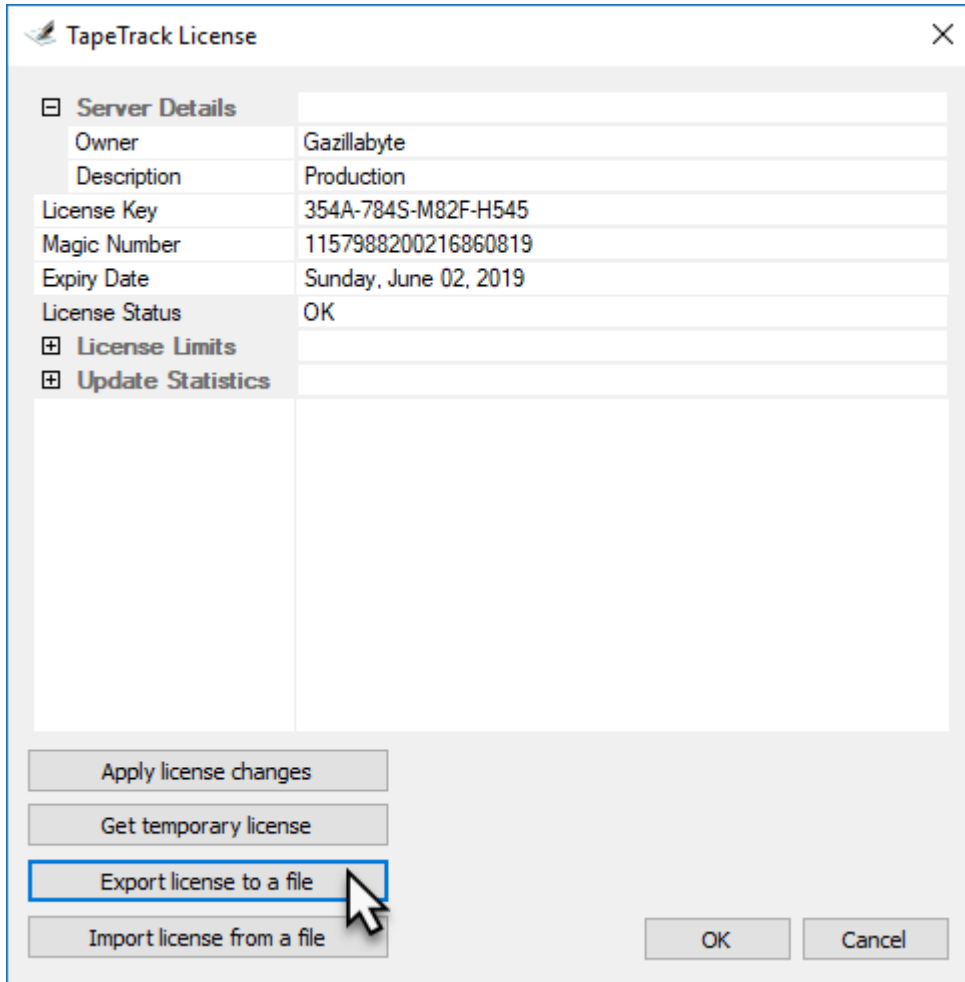 TapeTrack License
Server Details
Owner Gazillabyte
Description Production
License Key 354A-784S-M82F-H545
Magic Number 1157988200216860819
Expiry Date Sunday, June 02, 2019
License Status OK
License Limits
Update Statistics
Apply license changes
Get temporary license
Export license to a file
Import license from a file OK Cancel